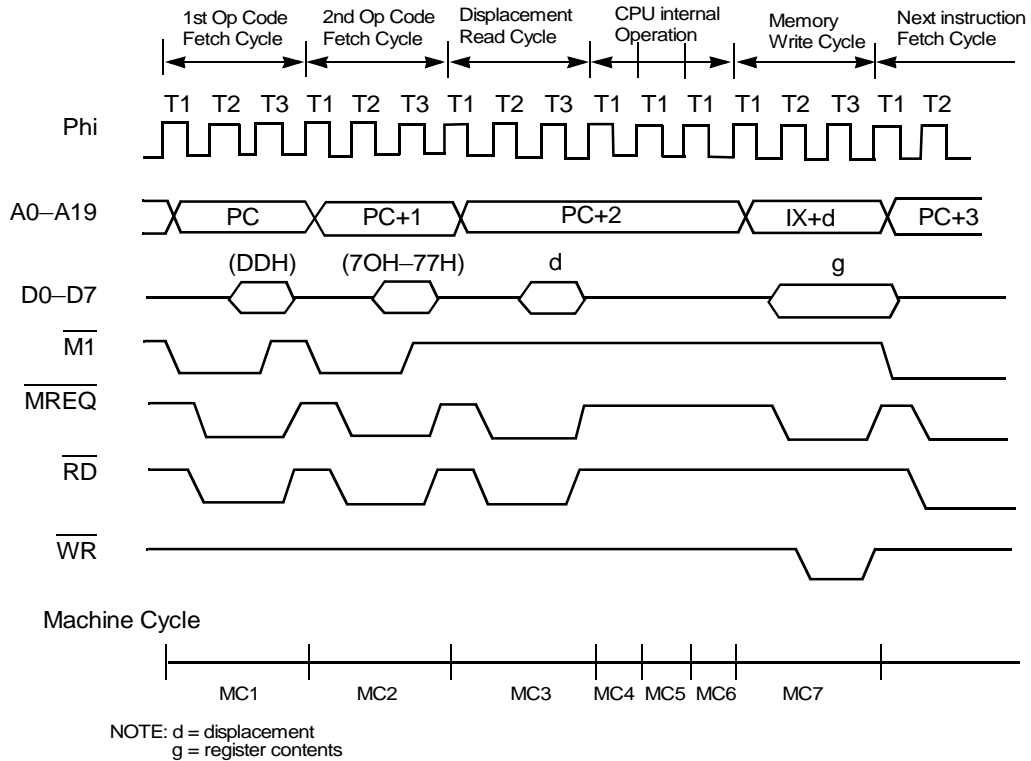 1st Op Code
Fetch Cycle
2nd Op Code
Fetch Cycle
Displacement
Read Cycle
CPU internal
Operation
Memory
Write Cycle
Next instruction
Fetch Cycle
T1 T2 T3 T1 T2 T3 T1 T2 T3 T1 T1 T1 T1 T2 T3 T1 T2
Phi
A0–A19 PC PC+1 PC+2 IX+d PC+3
(DDH) (7OH–77H) d g
D0–D7
M1
MREQ
RD
WR
Machine Cycle
MC1 MC2 MC3 MC4 MC5 MC6 MC7
NOTE: d = displacement
g = register contents